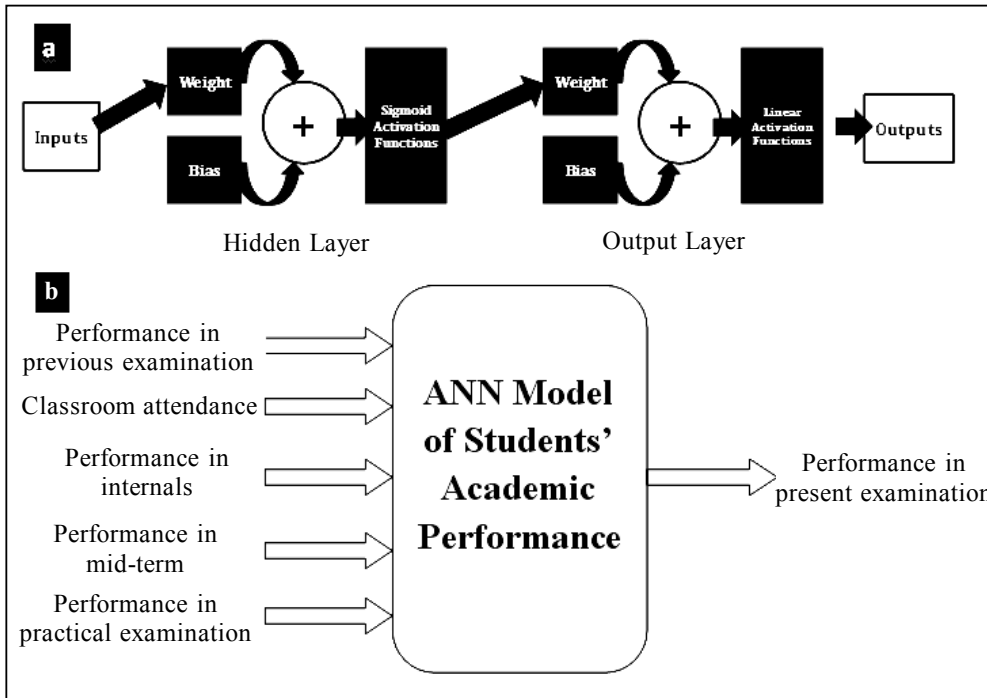 a
Inputs
Weight
Bias
+
Sigmoid
Activation
Functions
Weight
Bias
+
Linear
Activation
Functions
Outputs
Hidden Layer
Output Layer
b
Performance in
previous examination
Classroom attendance
Performance in
internals
Performance in
mid-term
Performance in
practical examination
ANN Model
of Students’
Academic
Performance
Performance in
present examination